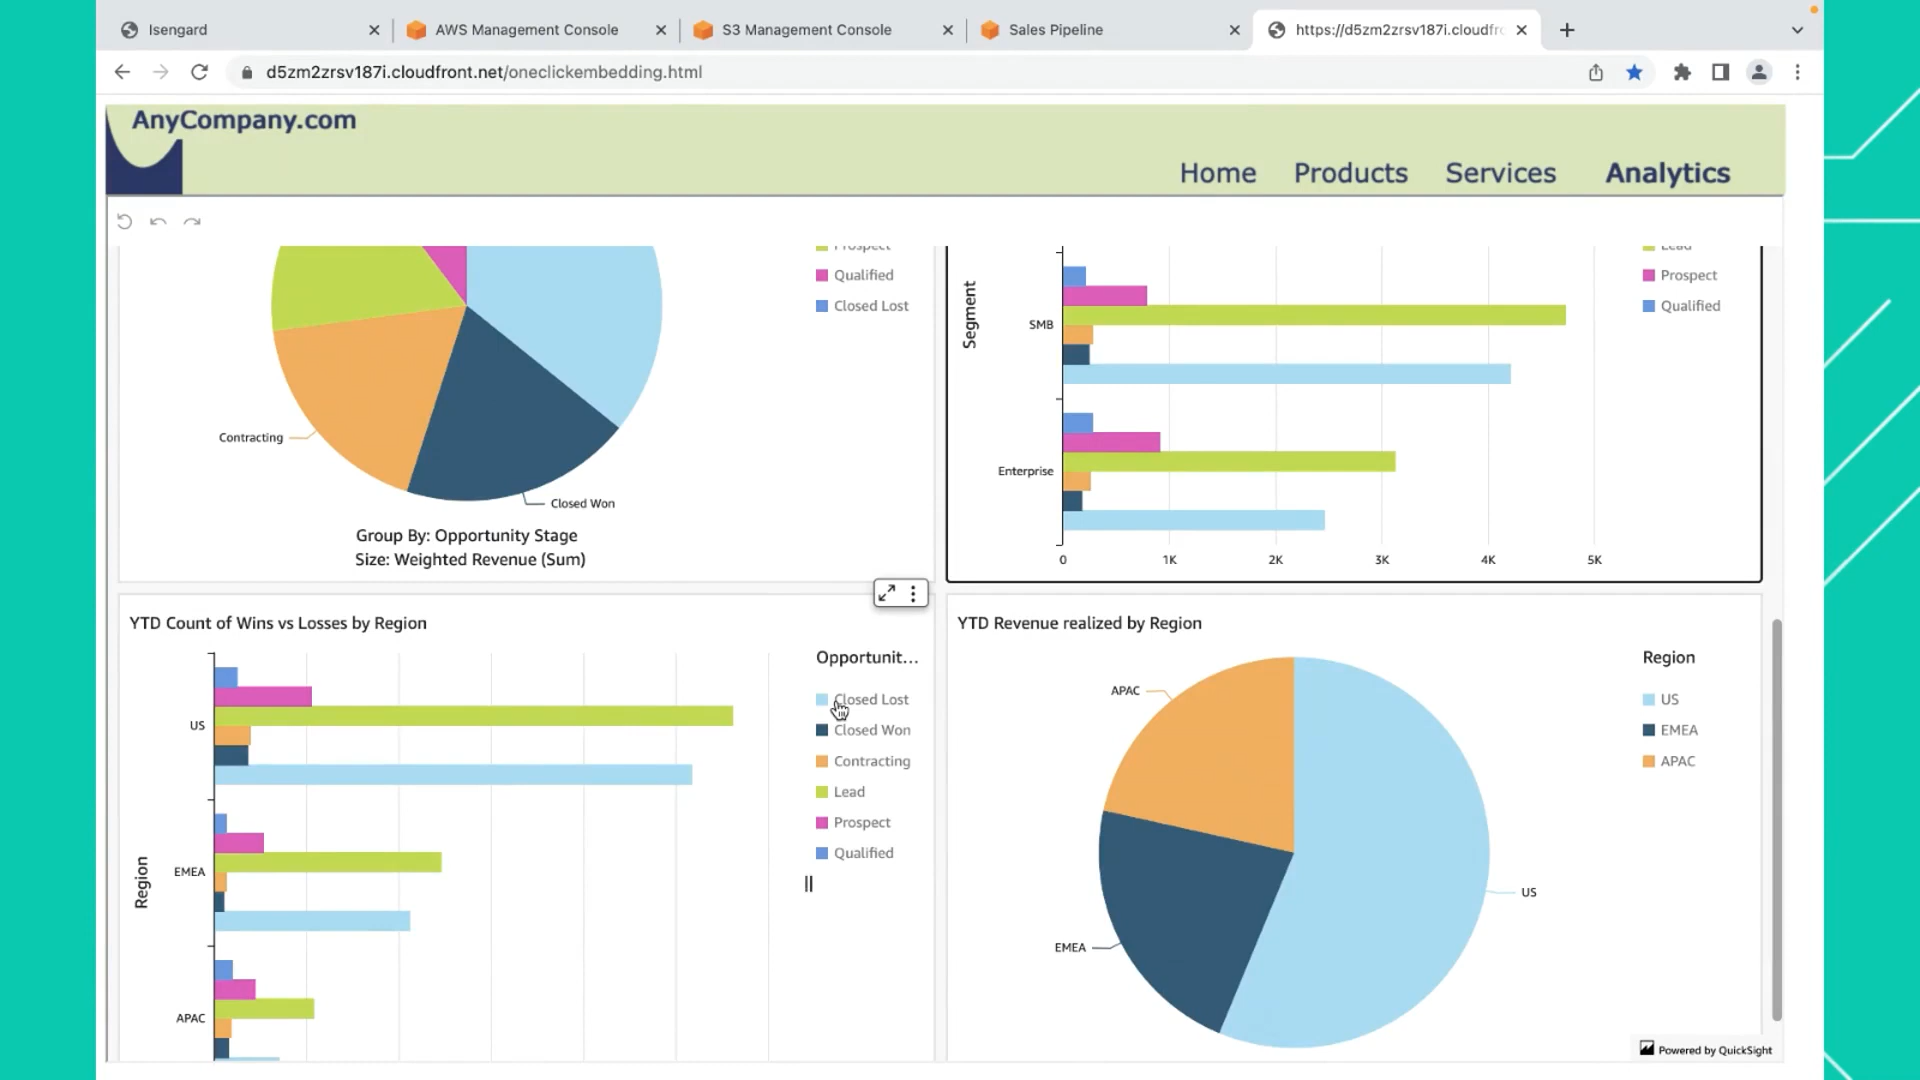 Isengard
AWS Management Console
S3 Management Console
Sales Pipeline
https://d5zm2zrsv187i.cloudfr
d5zm2zrsv187i.cloudfront.net/oneclickembedding.html
AnyCompany.com
Home Products Services Analytics
Prospect
Qualified
Closed Lost
Contracting
Closed Won
Group By: Opportunity Stage
Size: Weighted Revenue (Sum)
Segment
SMB
Enterprise
0 1K 2K 3K 4K 5K
Lead
Prospect
Qualified
YTD Count of Wins vs Losses by Region
Region
US
EMEA
APAC
Opportunit...
Closed Lost
Closed Won
Contracting
Lead
Prospect
Qualified
YTD Revenue realized by Region
APAC
EMEA
US
Region
US
EMEA
APAC
Powered by QuickSight